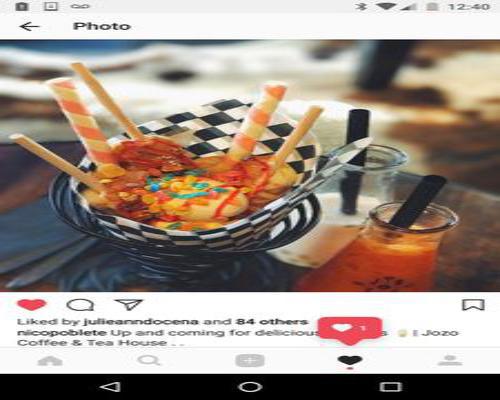 12:40
Photo
Liked by julieanndocena and 84 others
nicopoblete Up and coming for delicious s | Jozo
Coffee & Tea House . .
1